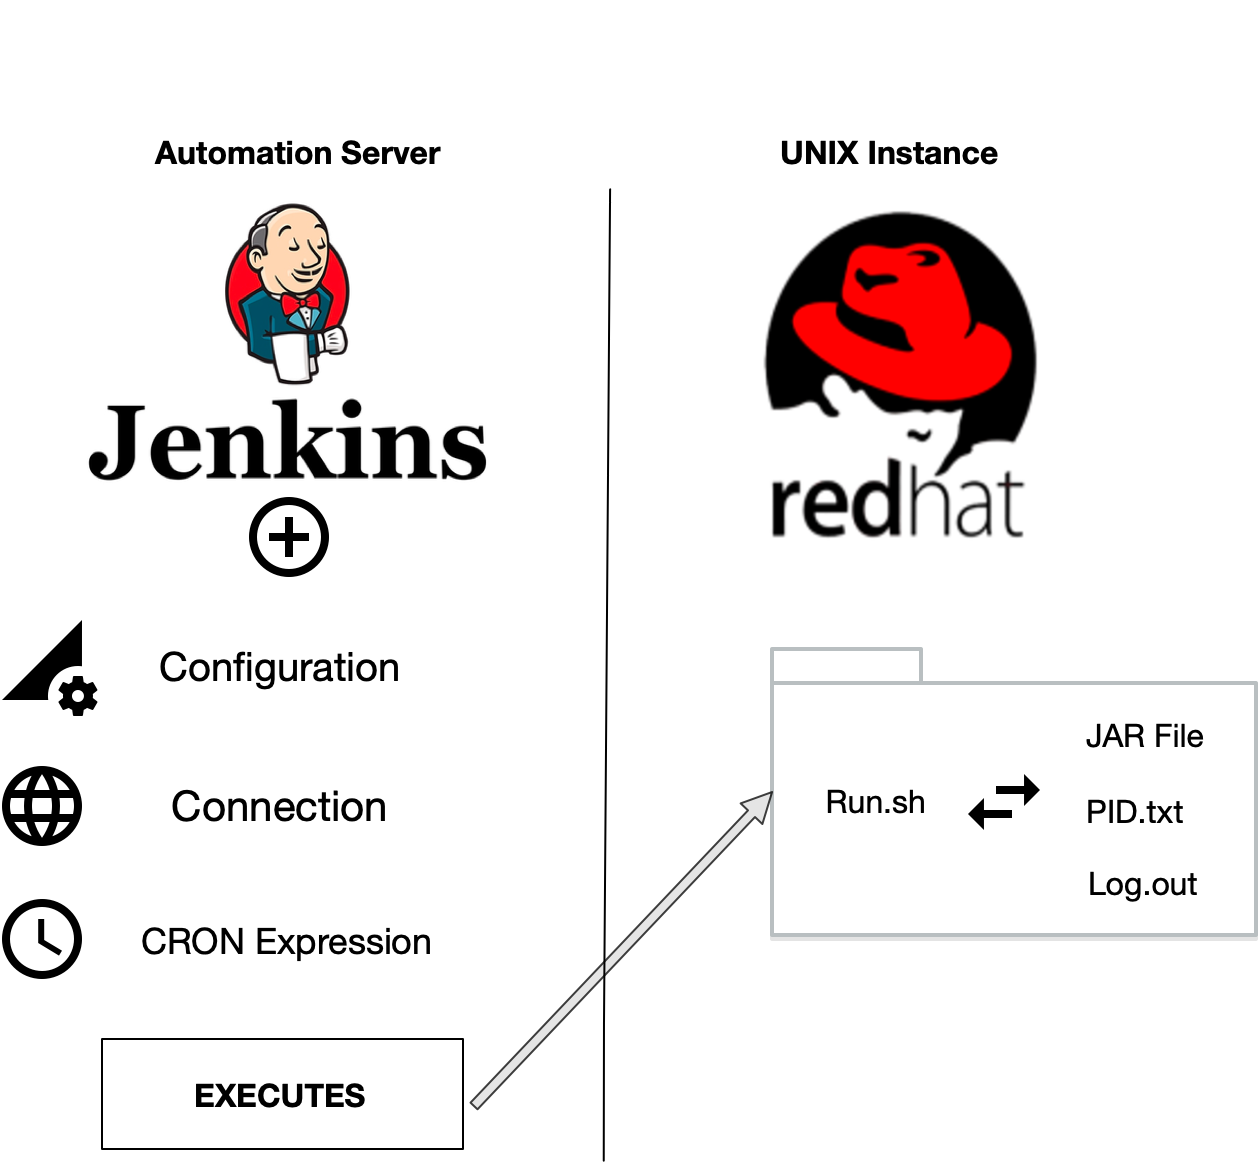 Automation Server
Jenkins
Configuration
Connection
CRON Expression
EXECUTES
UNIX Instance
redhat
Run.sh
JAR File
PID.txt
Log.out